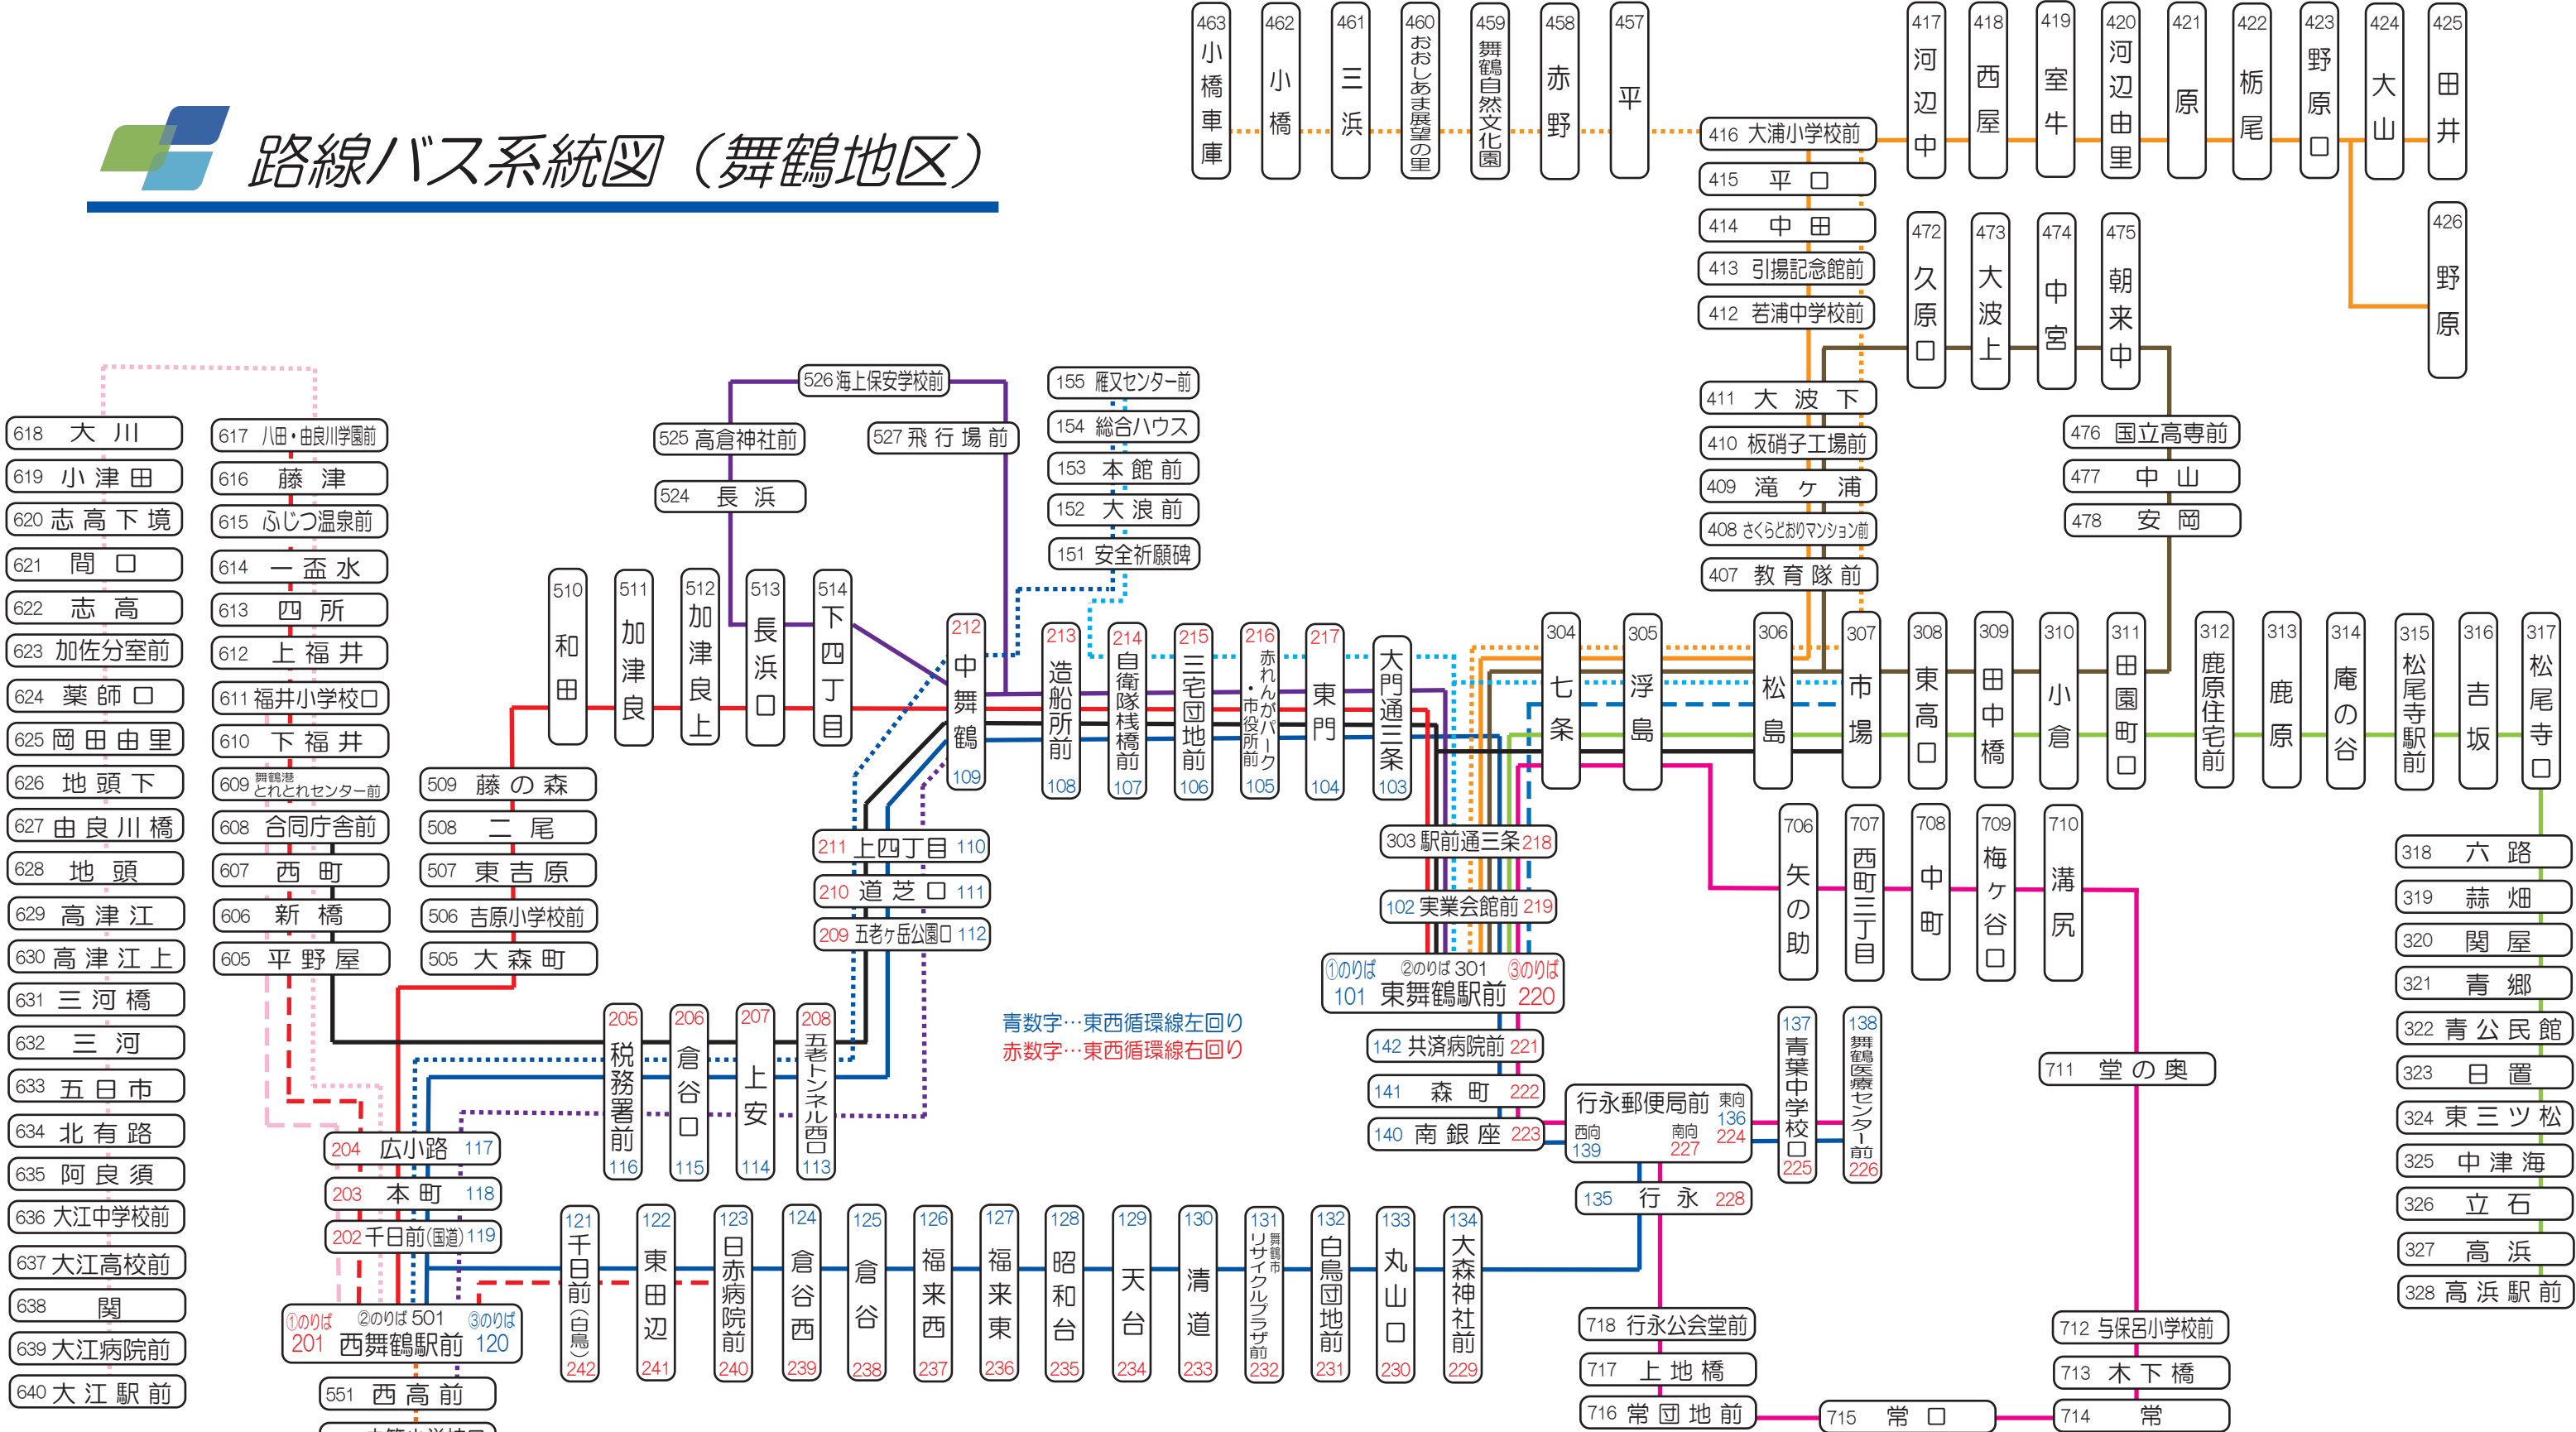 路線バス系統図（舞鶴地区）
463 小橋車庫
462 小橋
461 三浜
460 おおしあま展望の里
459 舞鶴自然文化園
458 赤野
457 平
416 大浦小学校前
415 平口
414 中田
413 引揚記念館前
412 若浦中学校前
411 大波下
410 板硝子工場前
409 滝ヶ浦
408 さくらどおりマンション前
407 教育隊前
417 河辺中
418 西屋
419 室牛
420 河辺由里
421 原
422 栃尾
423 野原口
424 大山
425 田井
426 野原
472 久原口
473 大波上
474 中宮
475 朝来中
476 国立高専前
477 中山
478 安岡
618 大川
619 小津田
620 志高下境
621 間口
622 志高
623 加佐分室前
624 薬師口
625 岡田由里
626 地頭下
627 由良川橋
628 地頭
629 高津江
630 高津江上
631 三河橋
632 三河
633 五日市
634 北有路
635 阿良須
636 大江中学校前
637 大江高校前
638 関
639 大江病院前
640 大江駅前
617 八田・由良川学園前
616 藤津
615 ふじつ温泉前
614 一盃水
613 四所
612 上福井
611 福井小学校口
610 下福井
609 舞鶴港とれとれセンター前
608 合同庁舎前
607 西町
606 新橋
605 平野屋
509 藤の森
508 二尾
507 東吉原
506 吉原小学校前
505 大森町
510 和田
511 加津良
512 加津良上
513 長浜口
514 下四丁目
524 長浜
525 高倉神社前
526 海上保安学校前
527 飛行場前
155 雁又センター前
154 総合ハウス
153 本館前
152 大浪前
151 安全祈願碑
212 中舞鶴 109
213 造船所前 108
214 自衛隊桟橋前 107
215 三宅団地前 106
216 赤れんがパーク・市役所前 105
217 東門 104
大門通三条 103
304 七条
305 浮島
306 松島
307 市場
308 東高口
309 田中橋
310 小倉
311 田園町口
312 鹿原住宅前
313 鹿原
314 庵の谷
315 松尾寺駅前
316 吉坂
317 松尾寺口
318 六路
319 蒜畑
320 関屋
321 青郷
322 青公民館
323 日置
324 東三ツ松
325 中津海
326 立石
327 高浜
328 高浜駅前
211 上四丁目 110
210 道芝口 111
209 五老ヶ岳公園口 112
303 駅前通三条 218
102 実業会館前 219
①のりば ②のりば 301 ③のりば
101 東舞鶴駅前 220
706 矢の助
707 西町三丁目
708 中町
709 梅ヶ谷口
710 溝尻
711 堂の奥
712 与保呂小学校前
713 木下橋
714 常
715 常口
716 常団地前
717 上地橋
718 行永公会堂前
青数字…東西循環線左回り
赤数字…東西循環線右回り
142 共済病院前 221
141 森町 222
140 南銀座 223
行永郵便局前 東向 136 224
西向 139 南向 227
135 行永 228
137 青葉中学校口 225
138 舞鶴医療センター前 226
205 税務署前 116
206 倉谷口 115
207 上安 114
208 五老トンネル西口 113
204 広小路 117
203 本町 118
202 千日前(国道) 119
①のりば ②のりば 501 ③のりば
201 西舞鶴駅前 120
551 西高前
121 千日前(白鳥) 242
122 東田辺 241
123 日赤病院前 240
124 倉谷西 239
125 倉谷 238
126 福来西 237
127 福来東 236
128 昭和台 235
129 天台 234
130 清道 233
131 舞鶴市リサイクルプラザ前 232
132 白鳥団地前 231
133 丸山口 230
134 大森神社前 229